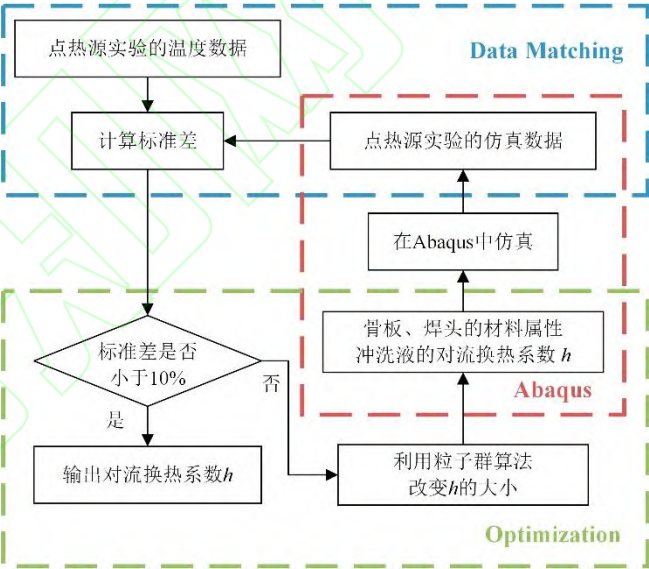 点热源实验的温度数据
Data Matching
计算标准差
点热源实验的仿真数据
在Abaqus中仿真
骨板、焊头的材料属性
冲洗液的对流换热系数 h
Abaqus
标准差是否
小于10%
否
是
输出对流换热系数h
利用粒子群算法
改变h的大小
Optimization